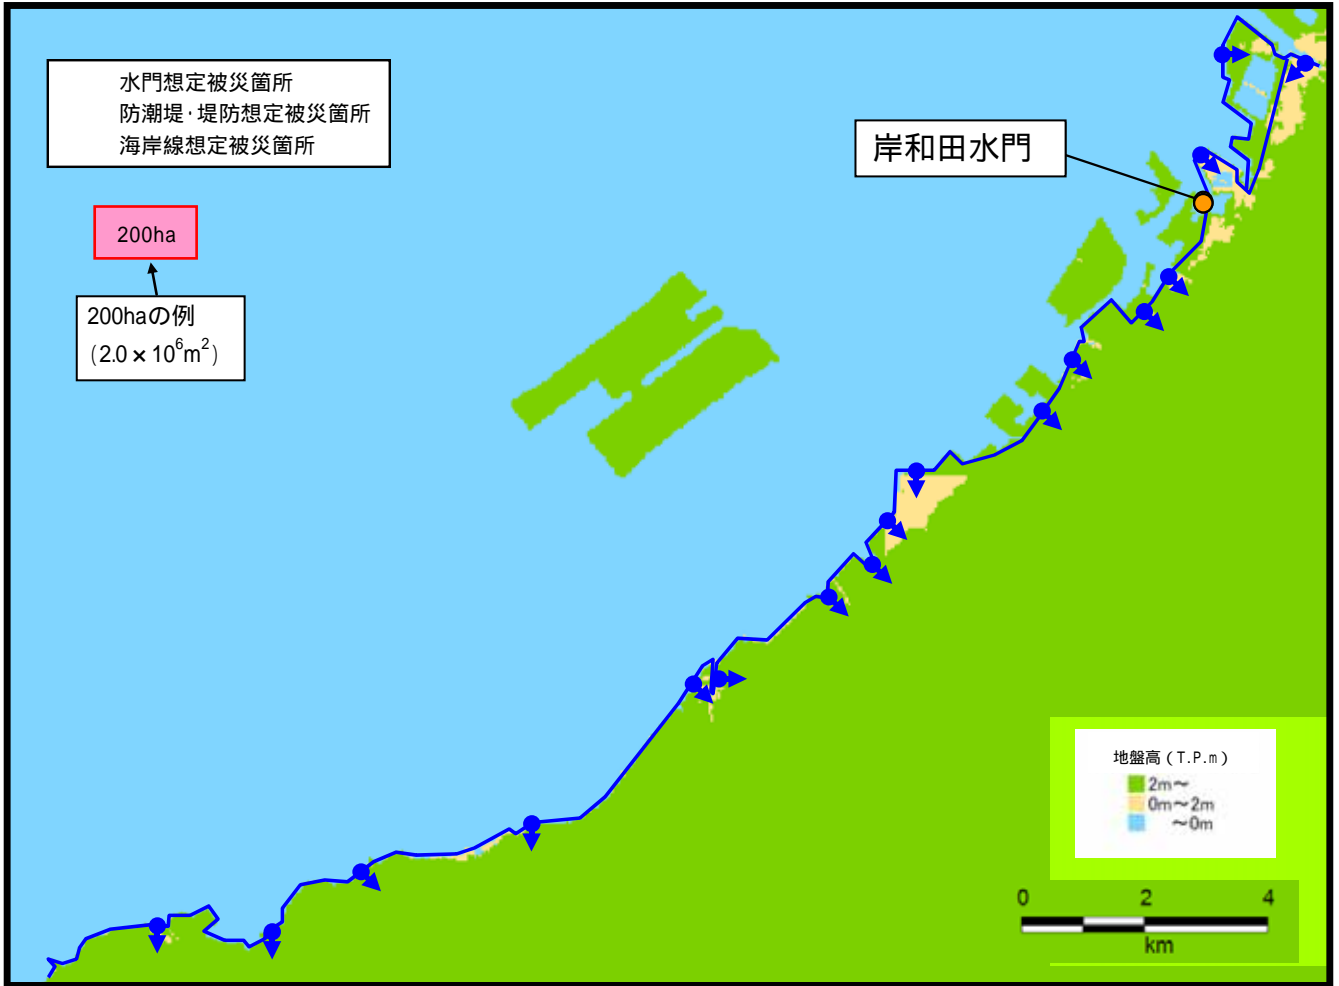 水門想定被災箇所
防潮堤・堤防想定被災箇所
海岸線想定被災箇所
岸和田水門
200ha
200haの例
(2.0×10⁶m²)
地盤高(T.P.m)
2m～
0m～2m
～0m
0 2 4
km